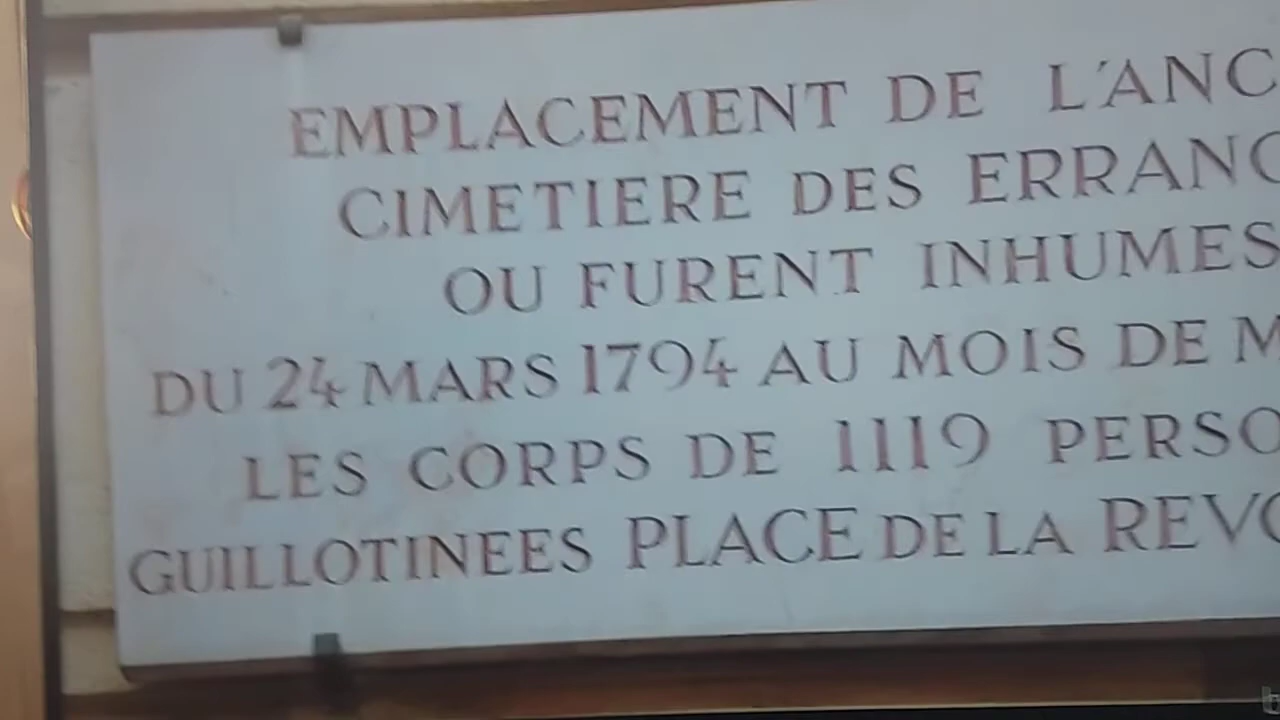 EMPLACEMENT DE L'ANC
CIMETIERE DES ERRANC
OU FURENT INHUMES
DU 24 MARS 1794 AU MOIS DE M
LES CORPS DE 1119 PERSO
GUILLOTINEES PLACE DE LA REVO